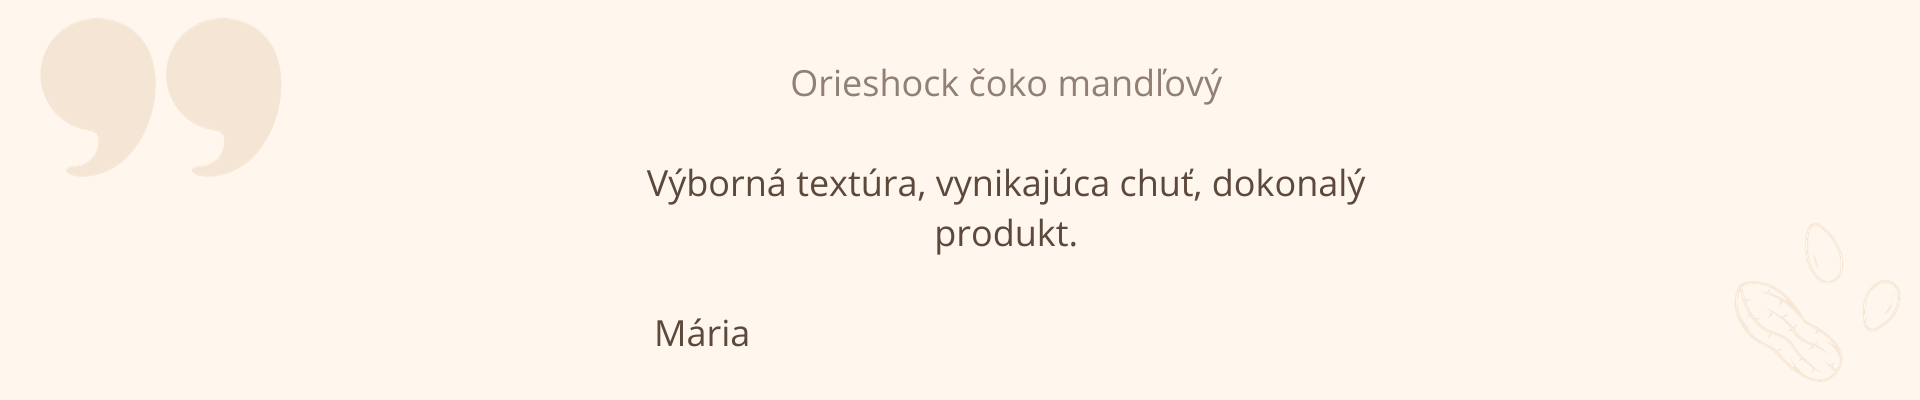 Orieshock čoko mandľový
Výborná textúra, vynikajúca chuť, dokonalý
produkt.
Mária